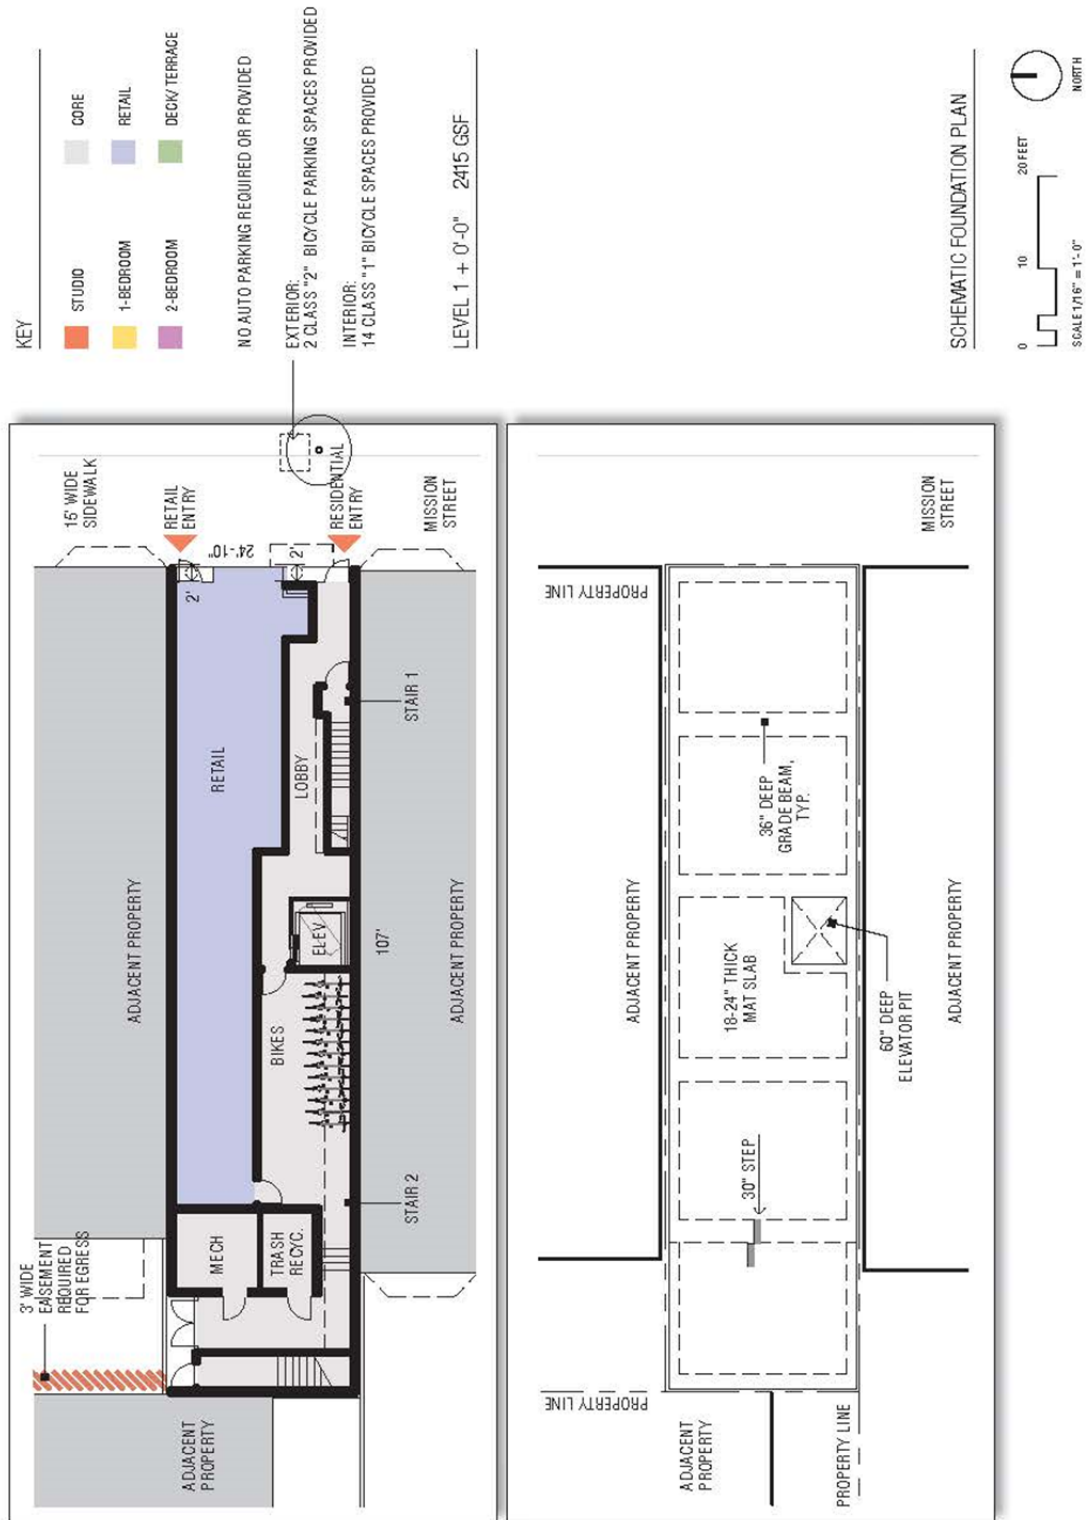 KEY
STUDIO
1-BEDROOM
2-BEDROOM
CORE
RETAIL
DECK/TERRACE
NO AUTO PARKING REQUIRED OR PROVIDED
EXTERIOR:
2 CLASS "2" BICYCLE PARKING SPACES PROVIDED
INTERIOR:
14 CLASS "1" BICYCLE SPACES PROVIDED
LEVEL 1 + 0'-0" 2415 GSF
3' WIDE
EASEMENT
REQUIRED
FOR EGRESS
ADJACENT PROPERTY
15' WIDE
SIDEWALK
RETAIL
ENTRY
24'-10"
2'
2'
RESIDENTIAL
ENTRY
MISSION
STREET
RETAIL
LOBBY
MECH
TRASH
RECYC.
BIKES
ELEV
STAIR 2
STAIR 1
107'
ADJACENT
PROPERTY
ADJACENT PROPERTY
SCHEMATIC FOUNDATION PLAN
0 10 20 FEET
SCALE 1/16" = 1'-0"
NORTH
PROPERTY LINE
PROPERTY LINE
ADJACENT PROPERTY
30" STEP
18-24" THICK
MAT SLAB
36" DEEP
GRADE BEAM,
TYP.
60" DEEP
ELEVATOR PIT
ADJACENT
PROPERTY
PROPERTY LINE
ADJACENT PROPERTY
MISSION
STREET